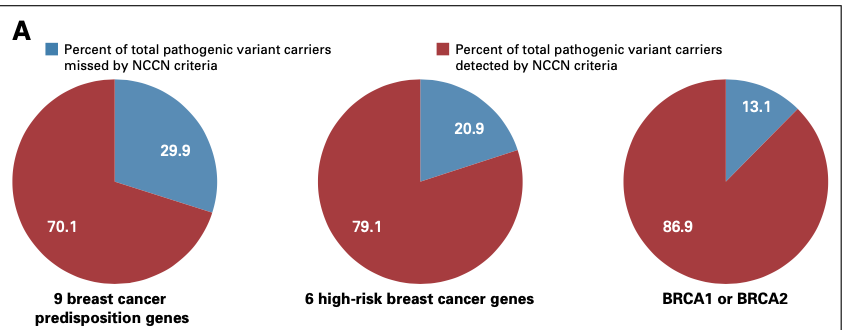 A
Percent of total pathogenic variant carriers
missed by NCCN criteria
Percent of total pathogenic variant carriers
detected by NCCN criteria
29.9
70.1
9 breast cancer
predisposition genes
20.9
79.1
6 high-risk breast cancer genes
13.1
86.9
BRCA1 or BRCA2